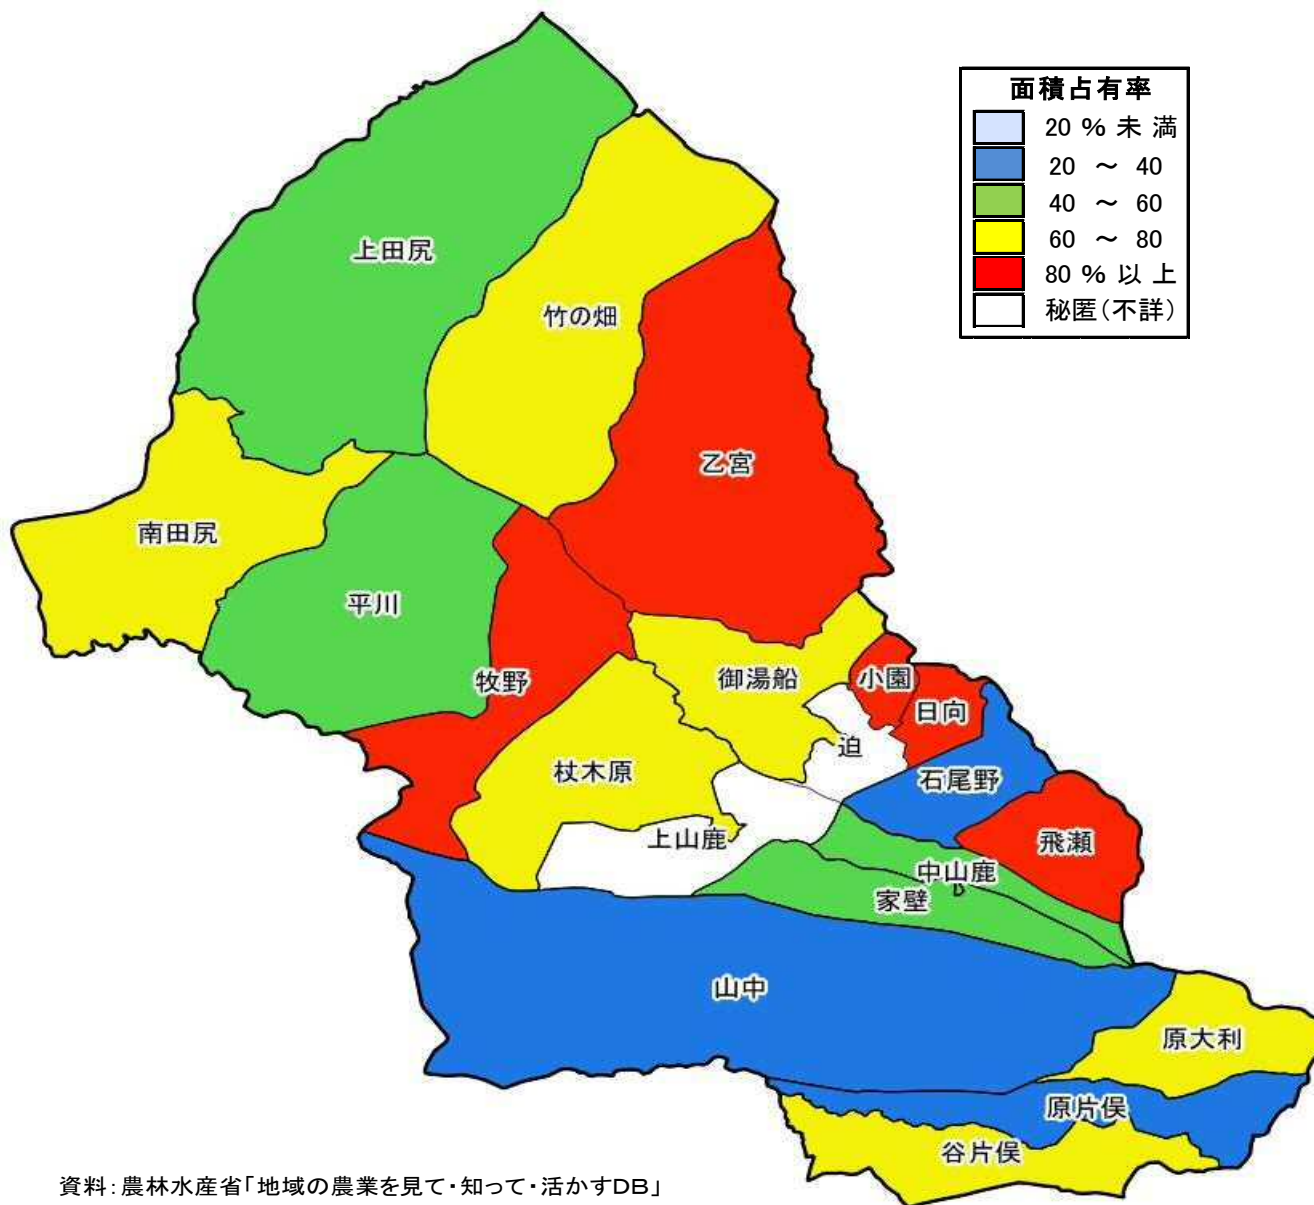 面積占有率
20 % 未 満
20 ～ 40
40 ～ 60
60 ～ 80
80 % 以 上
秘匿(不詳)
上田尻
竹の畑
乙宮
南田尻
平川
牧野
御湯船
小園
日向
迫
杖木原
石尾野
上山鹿
飛瀬
中山鹿
家壁
山中
原大利
原片俣
谷片俣
資料:農林水産省「地域の農業を見て・知って・活かすDB」